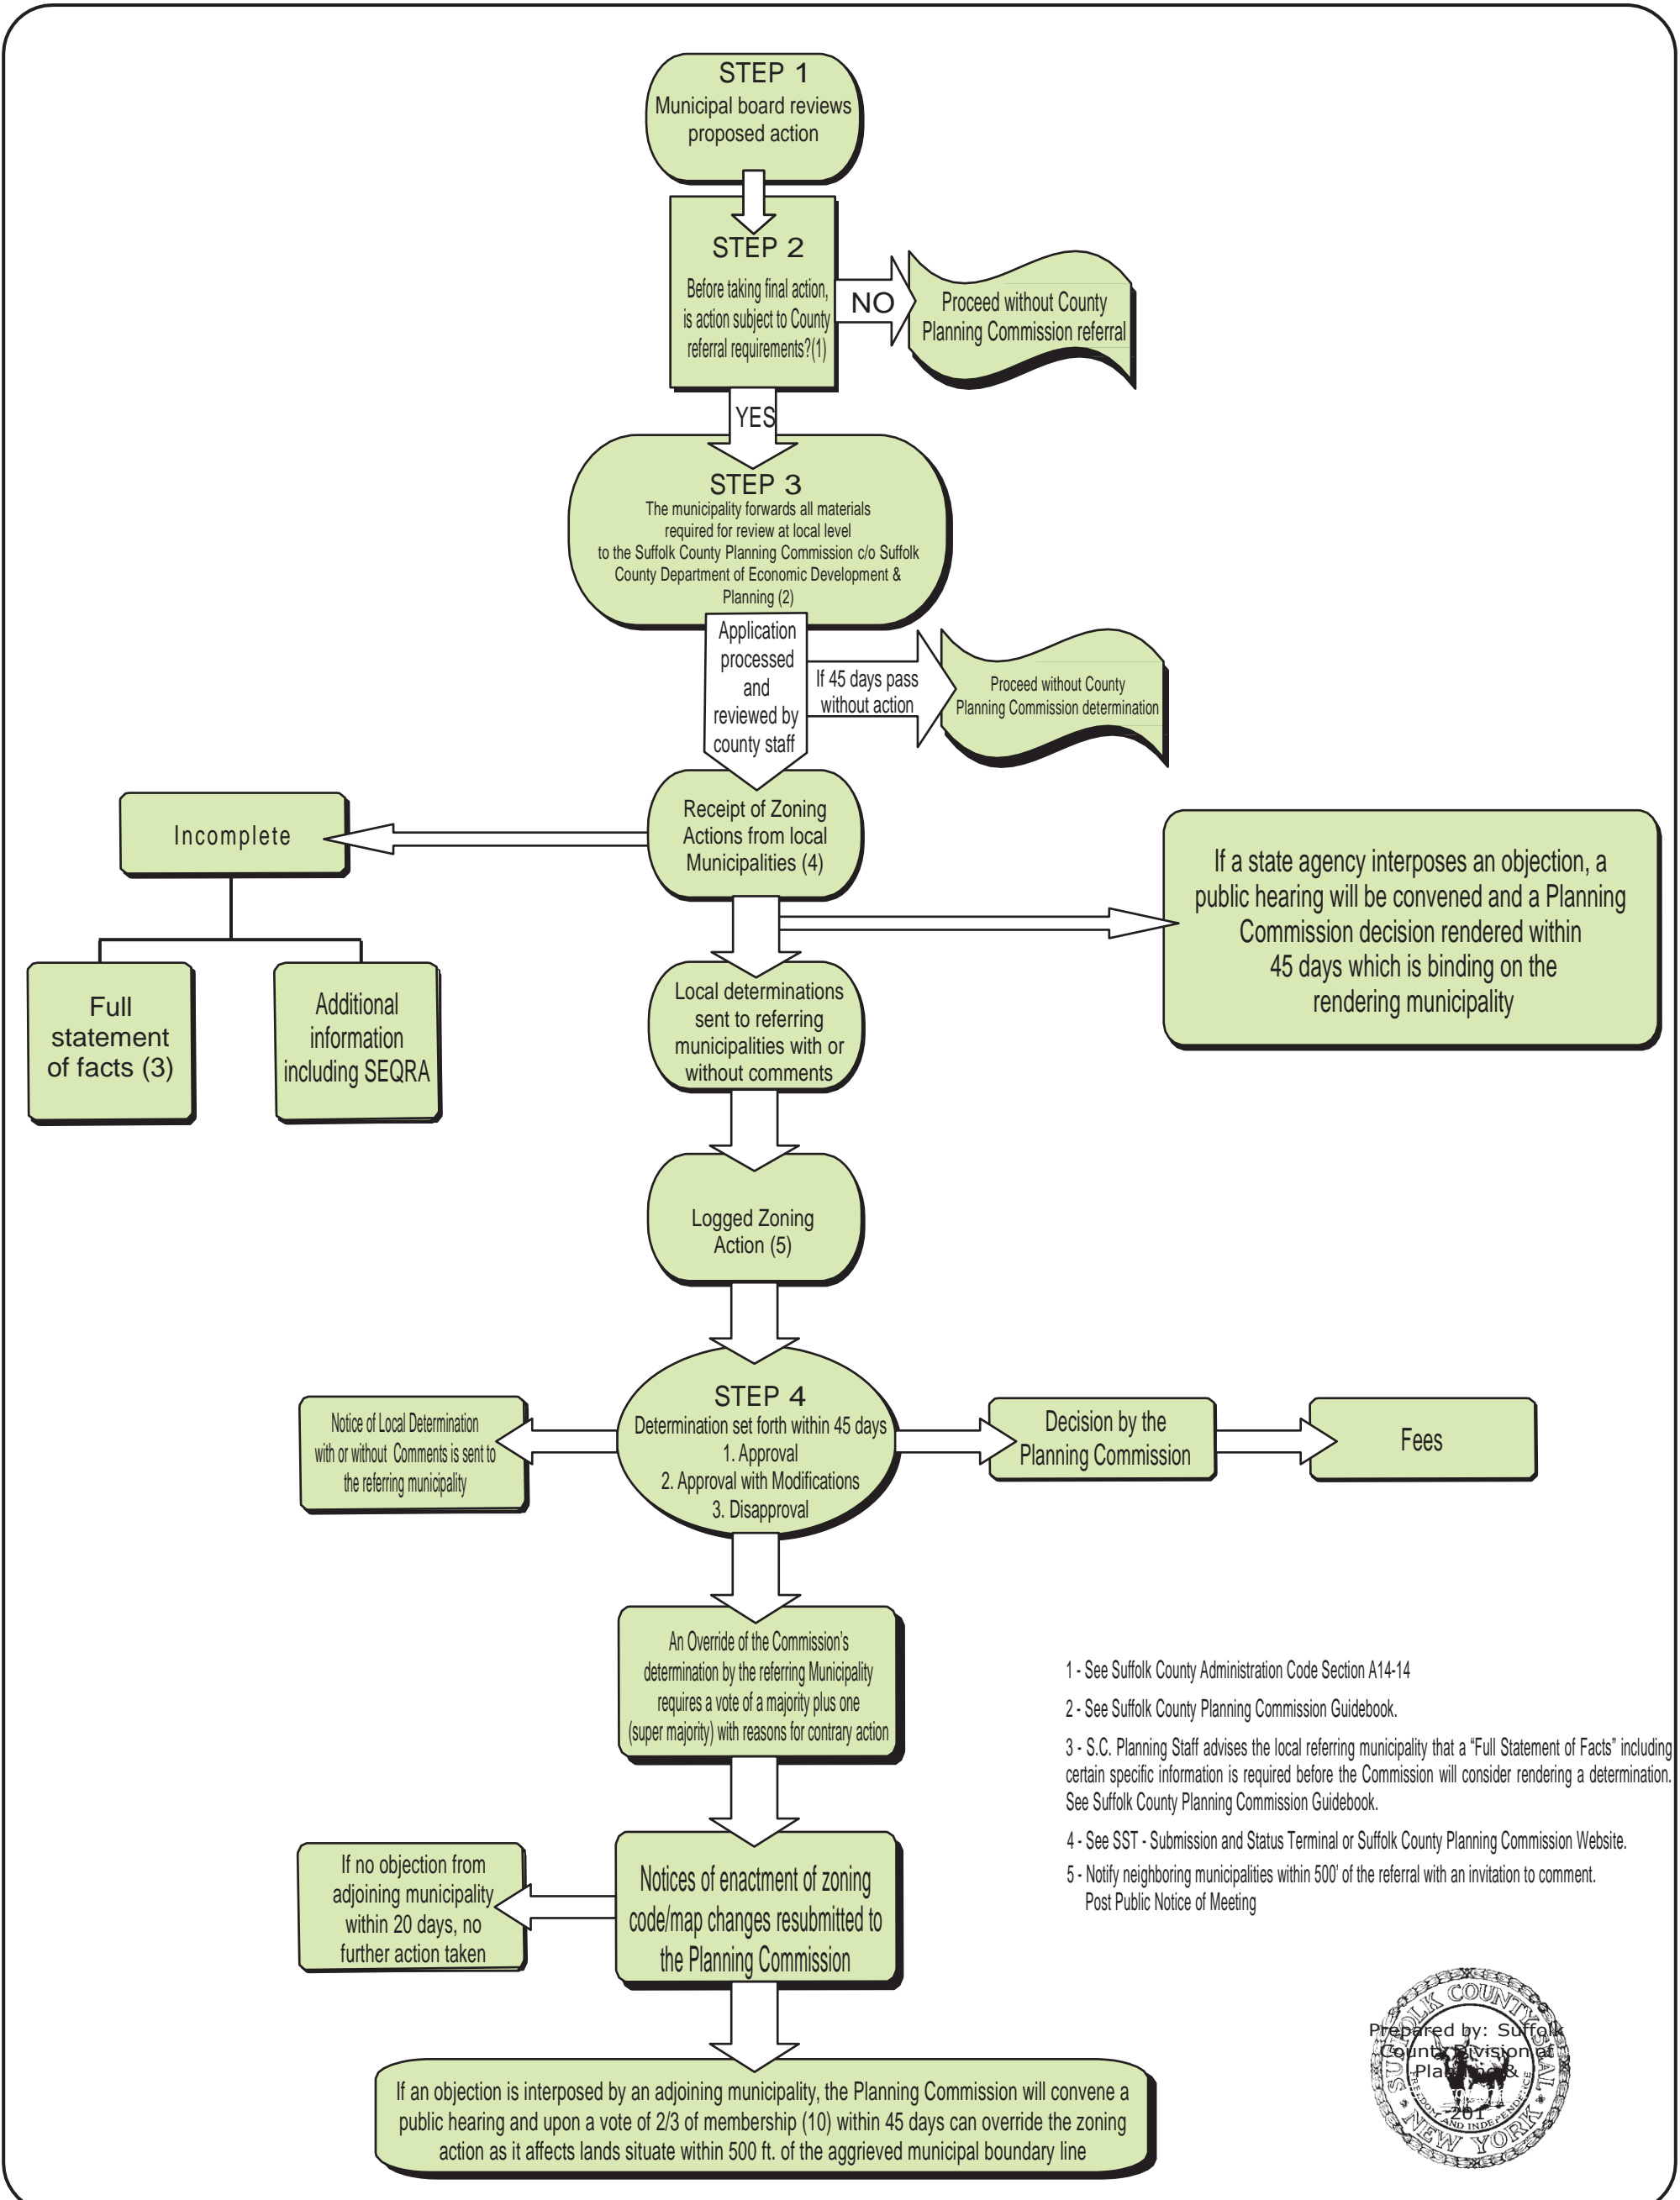 STEP 1
Municipal board reviews
proposed action
STEP 2
Before taking final action,
is action subject to County
referral requirements?(1)
NO
Proceed without County
Planning Commission referral
YES
STEP 3
The municipality forwards all materials
required for review at local level
to the Suffolk County Planning Commission c/o Suffolk
County Department of Economic Development &
Planning (2)
Application
processed
and
reviewed by
county staff
If 45 days pass
without action
Proceed without County
Planning Commission determination
Receipt of Zoning
Actions from local
Municipalities (4)
Incomplete
Full
statement
of facts (3)
Additional
information
including SEQRA
If a state agency interposes an objection, a
public hearing will be convened and a Planning
Commission decision rendered within
45 days which is binding on the
rendering municipality
Local determinations
sent to referring
municipalities with or
without comments
Logged Zoning
Action (5)
STEP 4
Determination set forth within 45 days
1. Approval
2. Approval with Modifications
3. Disapproval
Notice of Local Determination
with or without Comments is sent to
the referring municipality
Decision by the
Planning Commission
Fees
An Override of the Commission's
determination by the referring Municipality
requires a vote of a majority plus one
(super majority) with reasons for contrary action
Notices of enactment of zoning
code/map changes resubmitted to
the Planning Commission
If no objection from
adjoining municipality
within 20 days, no
further action taken
If an objection is interposed by an adjoining municipality, the Planning Commission will convene a
public hearing and upon a vote of 2/3 of membership (10) within 45 days can override the zoning
action as it affects lands situate within 500 ft. of the aggrieved municipal boundary line
1 - See Suffolk County Administration Code Section A14-14
2 - See Suffolk County Planning Commission Guidebook.
3 - S.C. Planning Staff advises the local referring municipality that a “Full Statement of Facts” including
certain specific information is required before the Commission will consider rendering a determination.
See Suffolk County Planning Commission Guidebook.
4 - See SST - Submission and Status Terminal or Suffolk County Planning Commission Website.
5 - Notify neighboring municipalities within 500' of the referral with an invitation to comment.
Post Public Notice of Meeting
SUFFOLK COUNTY SEAL
Prepared by: Suffolk
County Division of
&
201
AND INDEPENDENCE
NEW YORK